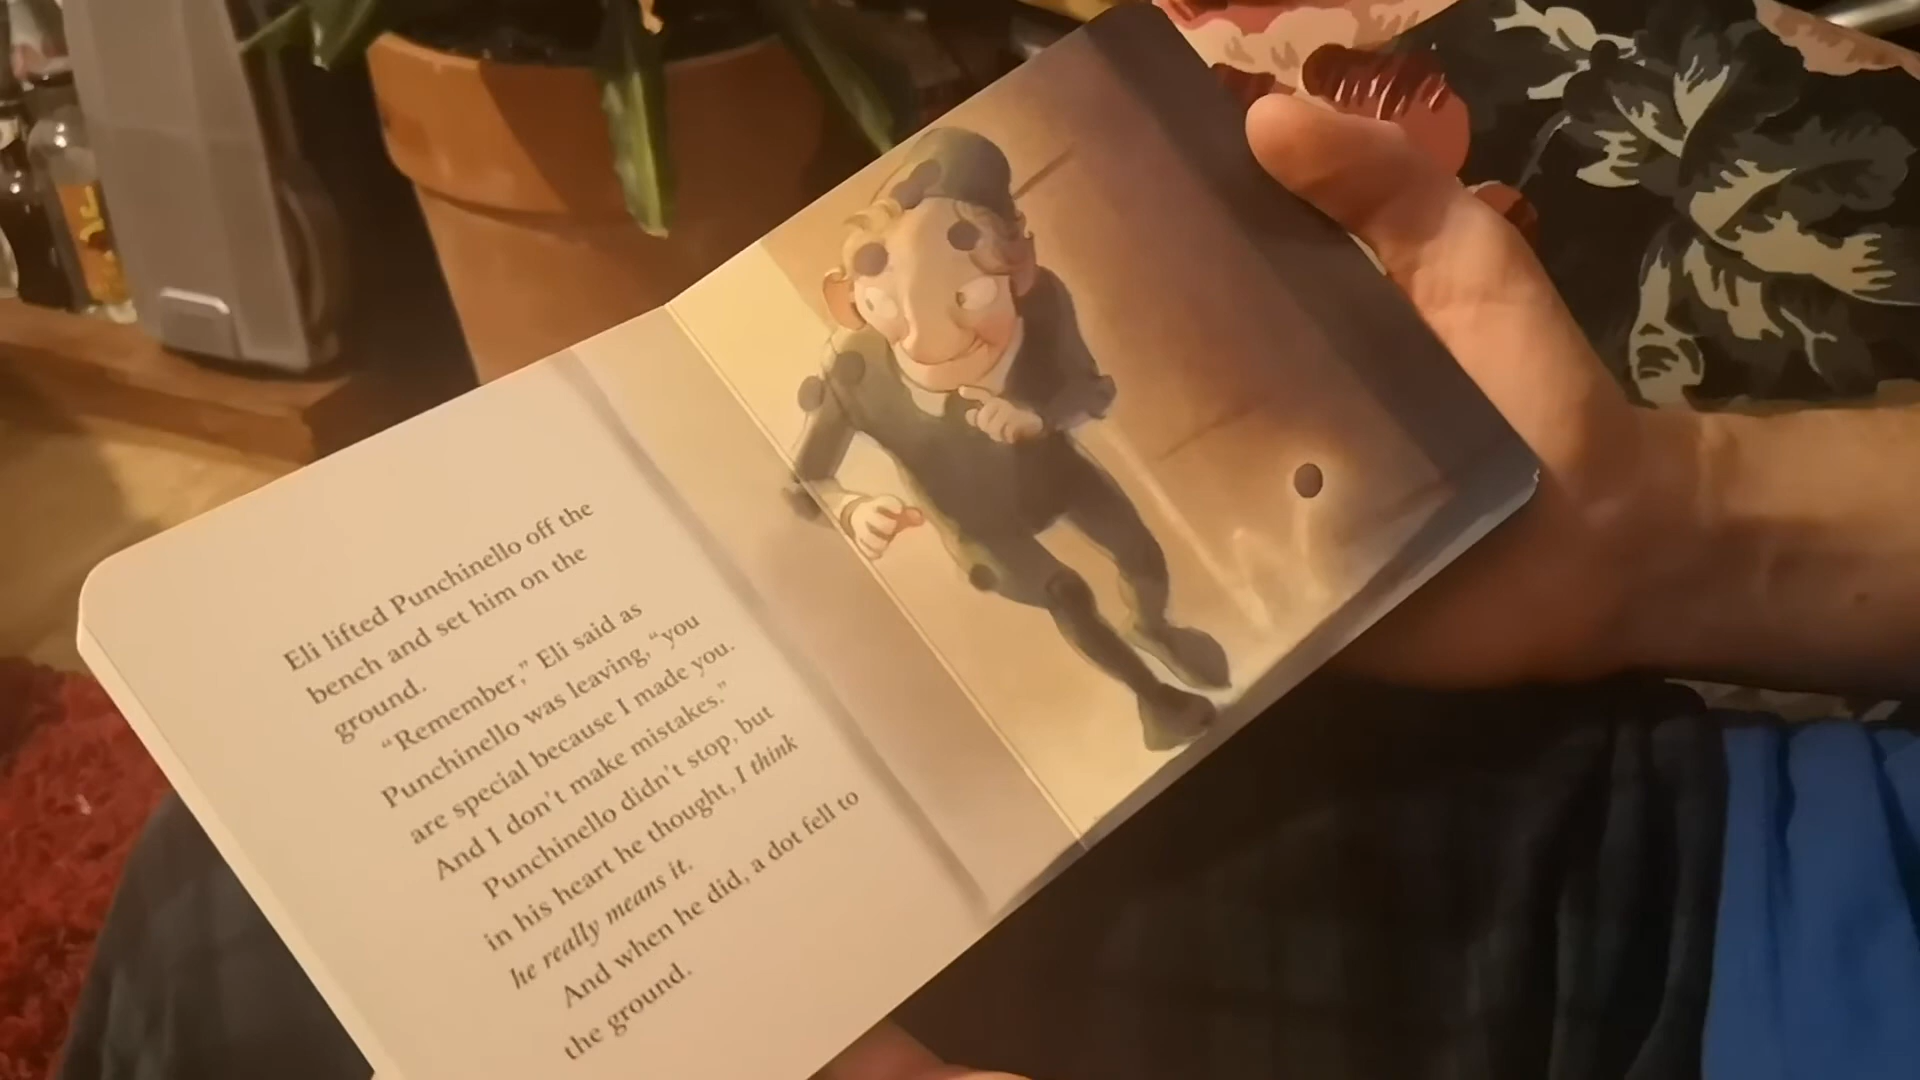 Eli lifted Punchinello off the
bench and set him on the
ground.
“Remember,” Eli said as
Punchinello was leaving, “you
are special because I made you.
And I don’t make mistakes.”
Punchinello didn’t stop, but
in his heart he thought, I think
he really means it.
And when he did, a dot fell to
the ground.